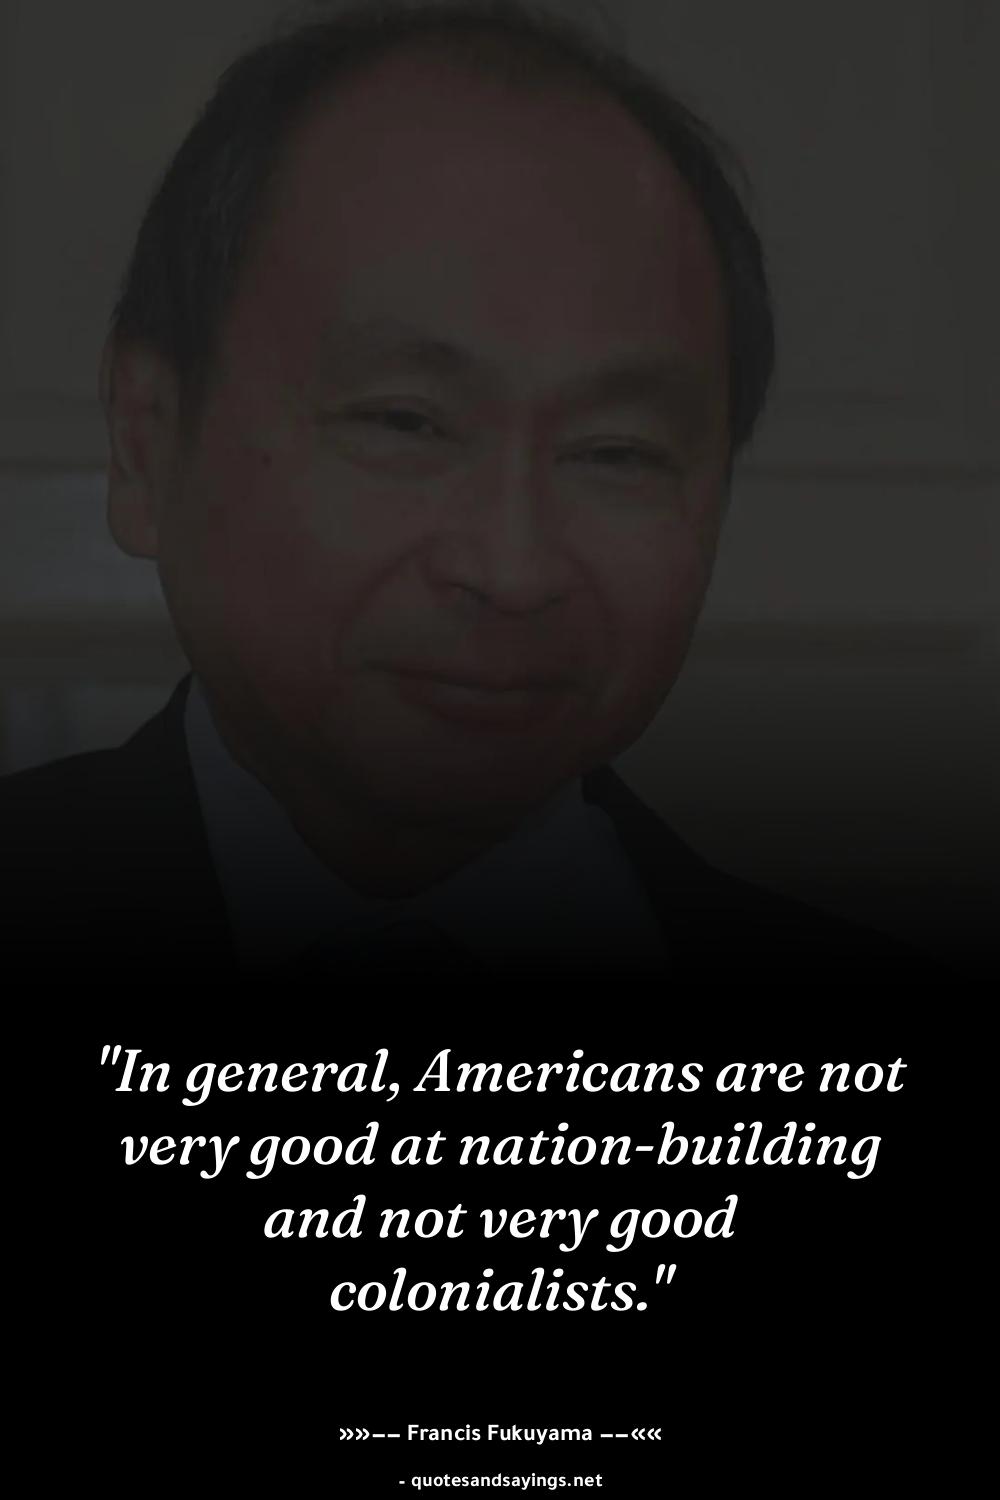 "In general, Americans are not
very good at nation-building
and not very good
colonialists."
»»–– Francis Fukuyama ––««
- quotesandsayings.net